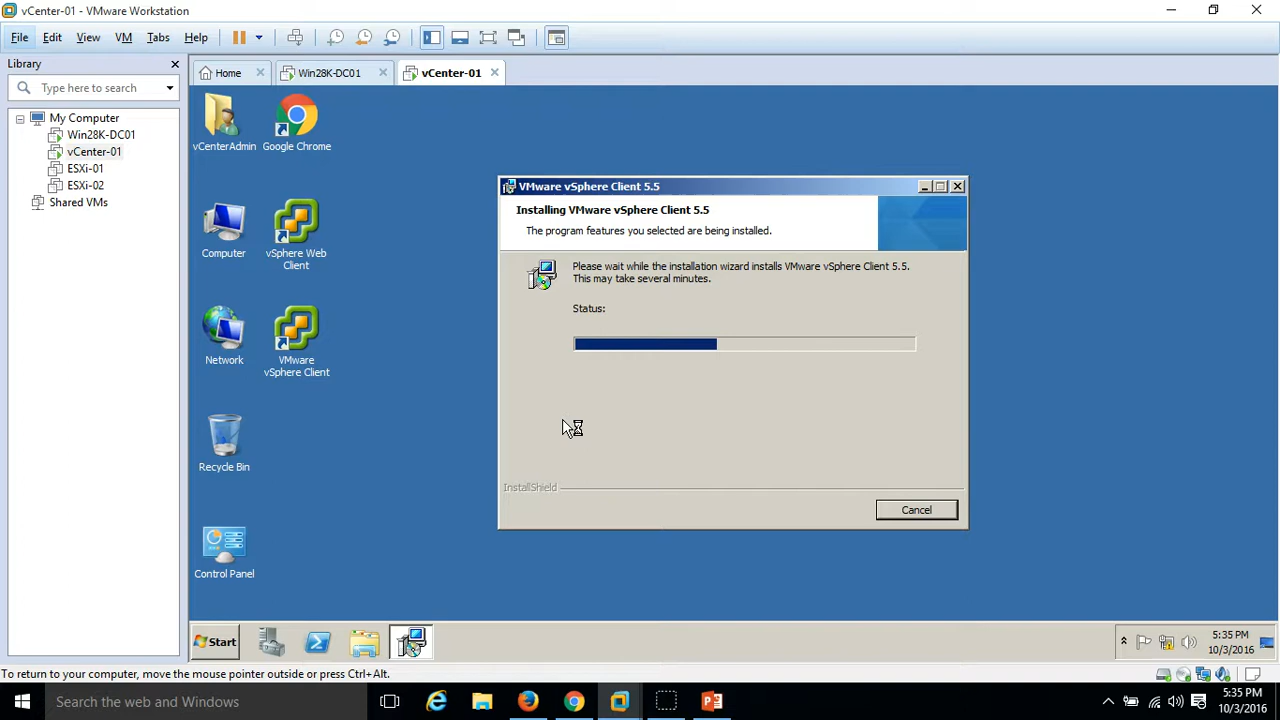 vCenter-01 - VMware Workstation
File Edit View VM Tabs Help
Library
Type here to search
My Computer
Win28K-DC01
vCenter-01
ESXi-01
ESXi-02
Shared VMs
Home
Win28K-DC01
vCenter-01
vCenterAdmin
Google Chrome
Computer
vSphere Web
Client
Network
VMware
vSphere Client
Recycle Bin
Control Panel
VMware vSphere Client 5.5
Installing VMware vSphere Client 5.5
The program features you selected are being installed.
Please wait while the installation wizard installs VMware vSphere Client 5.5.
This may take several minutes.
Status:
InstallShield
Cancel
Start
5:35 PM
10/3/2016
To return to your computer, move the mouse pointer outside or press Ctrl+Alt.
Search the web and Windows
5:35 PM
10/3/2016